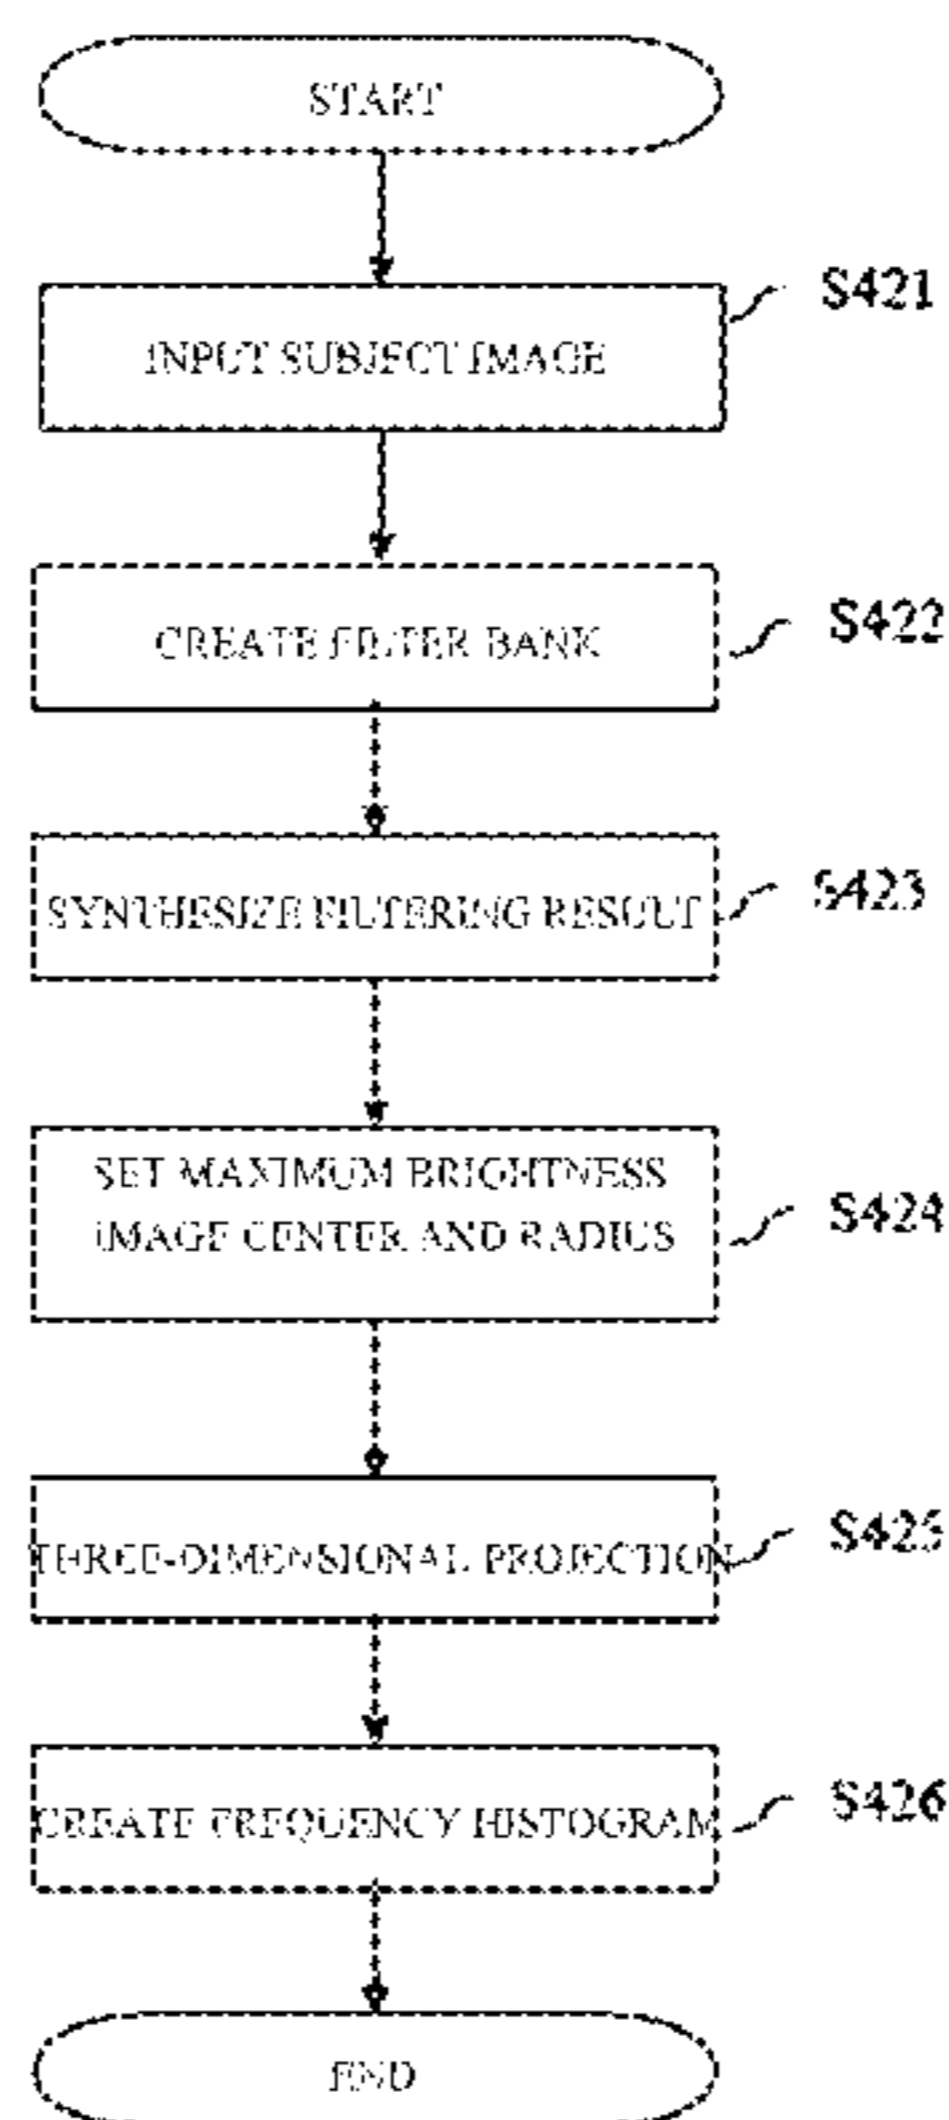 START
INPUT SUBJECT IMAGE
S421
CREATE FILTER BANK
S422
SYNTHESIZE FILTERING RESULT
S423
SET MAXIMUM BRIGHTNESS
IMAGE CENTER AND RADIUS
S424
THREE-DIMENSIONAL PROJECTION
S425
CREATE FREQUENCY HISTOGRAM
S426
END